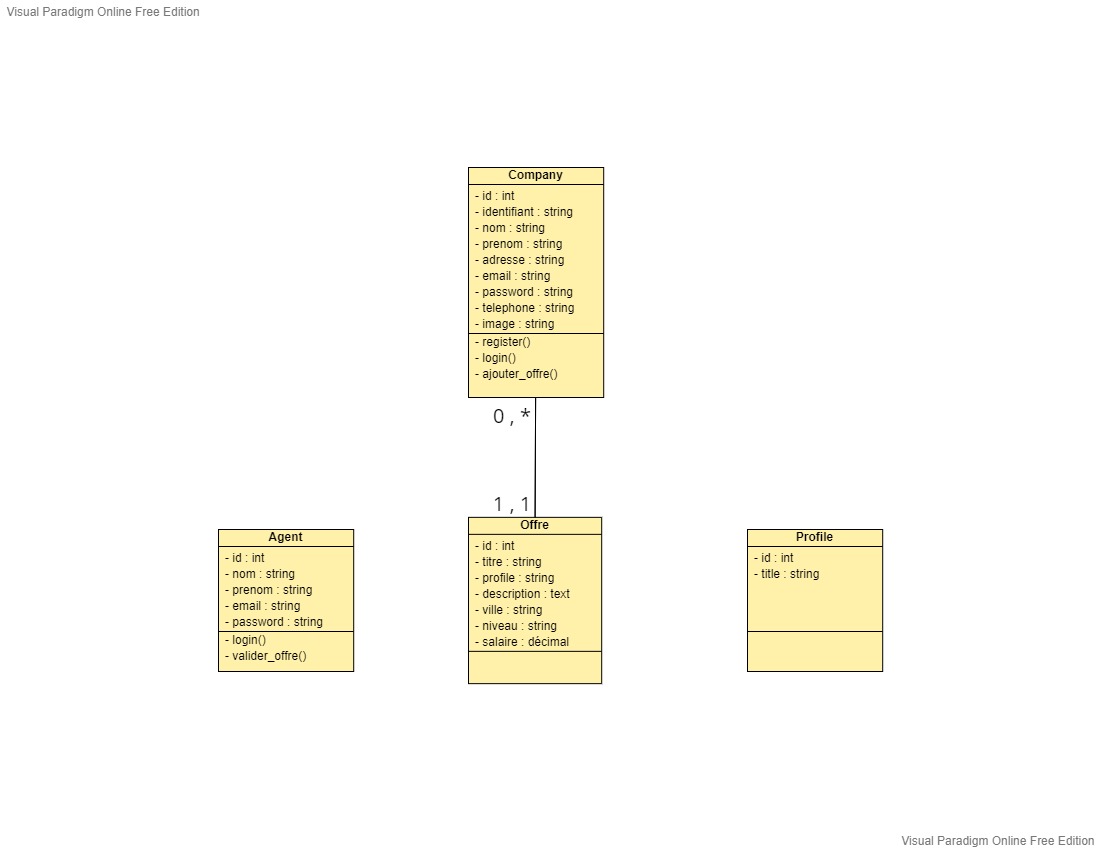 Visual Paradigm Online Free Edition
Company
- id : int
- identifiant : string
- nom : string
- prenom : string
- adresse : string
- email : string
- password : string
- telephone : string
- image : string
- register()
- login()
- ajouter_offre()
0 , *
1 , 1
Agent
- id : int
- nom : string
- prenom : string
- email : string
- password : string
- login()
- valider_offre()
Offre
- id : int
- titre : string
- profile : string
- description : text
- ville : string
- niveau : string
- salaire : décimal
Profile
- id : int
- title : string
Visual Paradigm Online Free Edition